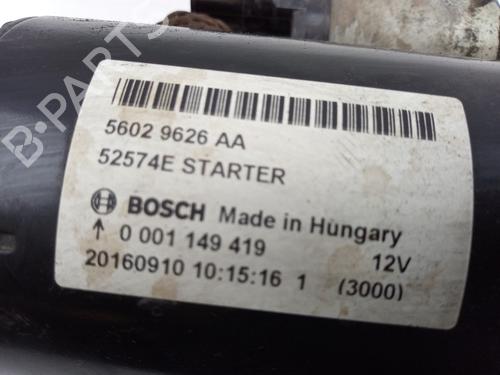 B-PARTS
5602 9626 AA
52574E STARTER
BOSCH Made in Hungary
0 001 149 419 12V
20160910 10:15:16 1 (3000)